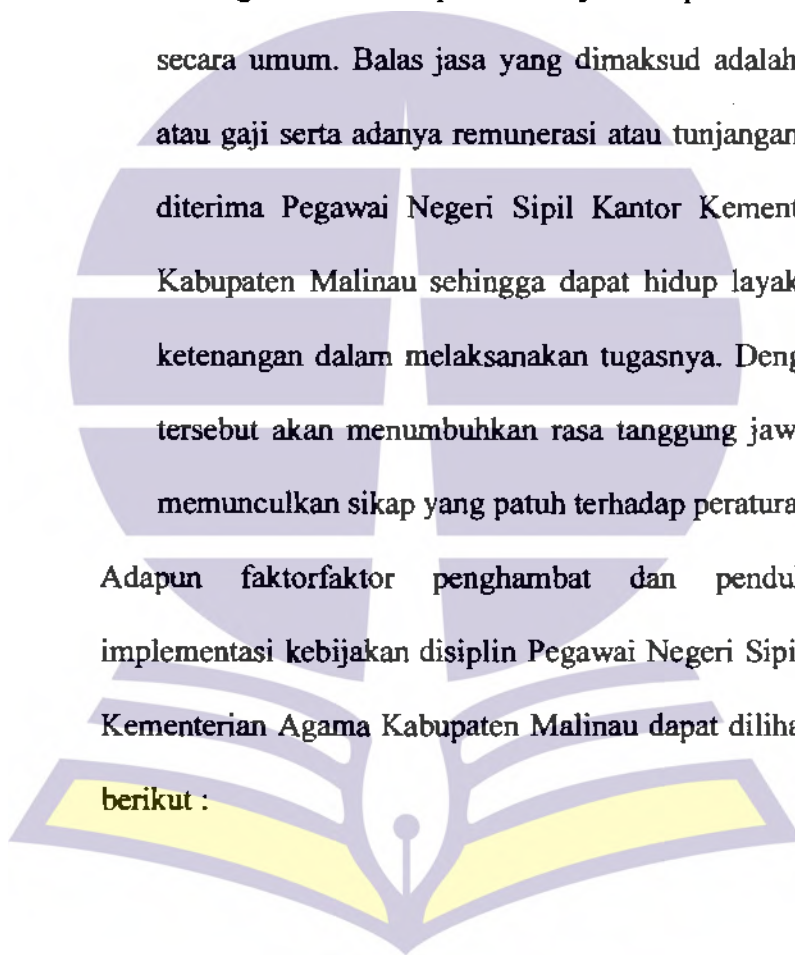 secara umum. Balas jasa yang dimaksud adalah
atau gaji serta adanya remunerasi atau tunjangan
diterima Pegawai Negeri Sipil Kantor Kement
Kabupaten Malinau sehingga dapat hidup layak
ketenangan dalam melaksanakan tugasnya. Deng
tersebut akan menumbuhkan rasa tanggung jaw
memunculkan sikap yang patuh terhadap peratura
Adapun faktorfaktor penghambat dan penduk
implementasi kebijakan disiplin Pegawai Negeri Sipi
Kementerian Agama Kabupaten Malinau dapat diliha
berikut :